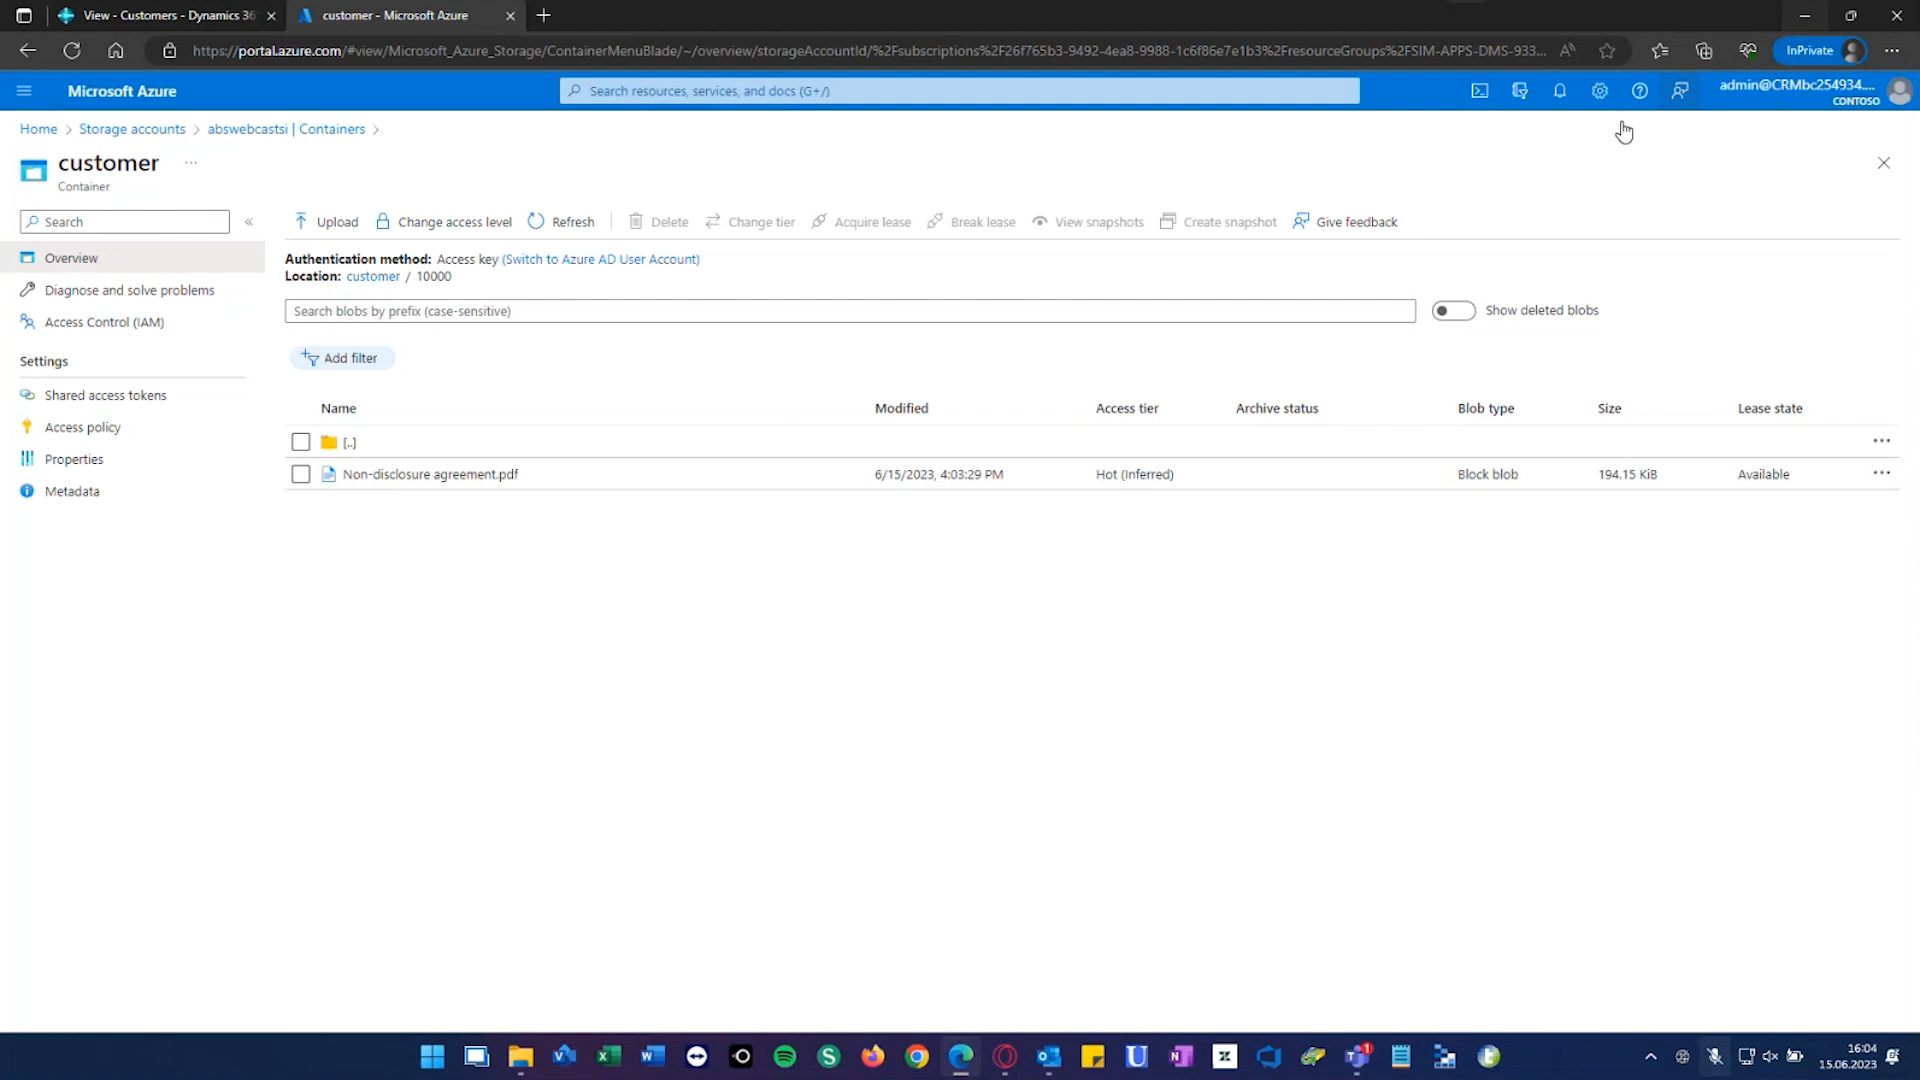 View - Customers - Dynamics 36
customer - Microsoft Azure
https://portal.azure.com/#view/Microsoft_Azure_Storage/ContainerMenuBlade/~/overview/storageAccountId/%2Fsubscriptions%2F26f765b3-9492-4ea8-9988-1c6f86e7e1b3%2FresourceGroups%2FSIM-APPS-DMS-933...
InPrivate
Microsoft Azure
Search resources, services, and docs (G+/)
admin@CRMbc254934....
CONTOSO
Home > Storage accounts > abswebcastsi | Containers >
customer ...
Container
Search
«
Upload
Change access level
Refresh
Delete
Change tier
Acquire lease
Break lease
View snapshots
Create snapshot
Give feedback
Overview
Diagnose and solve problems
Access Control (IAM)
Settings
Shared access tokens
Access policy
Properties
Metadata
Authentication method: Access key (Switch to Azure AD User Account)
Location: customer / 10000
Search blobs by prefix (case-sensitive)
Show deleted blobs
Add filter
Name Modified Access tier Archive status Blob type Size Lease state
[..]
Non-disclosure agreement.pdf 6/15/2023, 4:03:29 PM Hot (Inferred) Block blob 194.15 KiB Available
16:04
15.06.2023